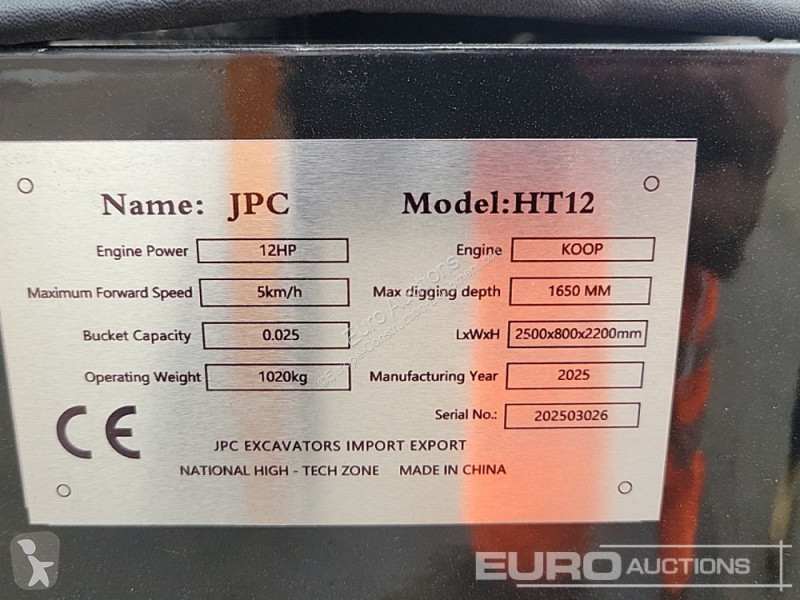 Name: JPC Model:HT12
Engine Power 12HP Engine KOOP
Maximum Forward Speed 5km/h Max digging depth 1650 MM
Bucket Capacity 0.025 LxWxH 2500x800x2200mm
Operating Weight 1020kg Manufacturing Year 2025
Serial No.: 202503026
CE
JPC EXCAVATORS IMPORT EXPORT
NATIONAL HIGH - TECH ZONE MADE IN CHINA
EURO AUCTIONS